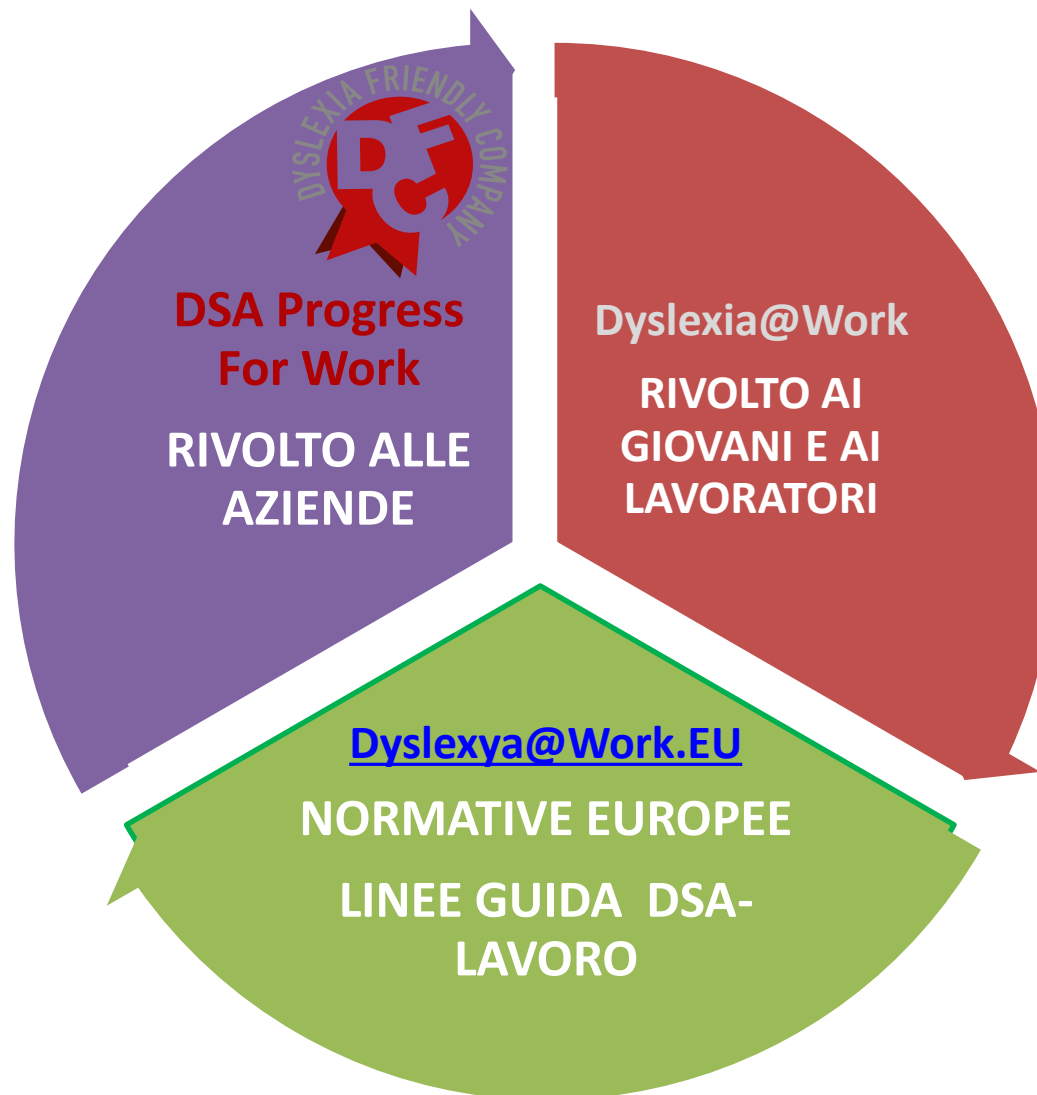 DYSLEXIA FRIENDLY COMPANY
DFC
DSA Progress
For Work
RIVOLTO ALLE
AZIENDE
Dyslexia@Work
RIVOLTO AI
GIOVANI E AI
LAVORATORI
Dyslexya@Work.EU
NORMATIVE EUROPEE
LINEE GUIDA  DSA-
LAVORO